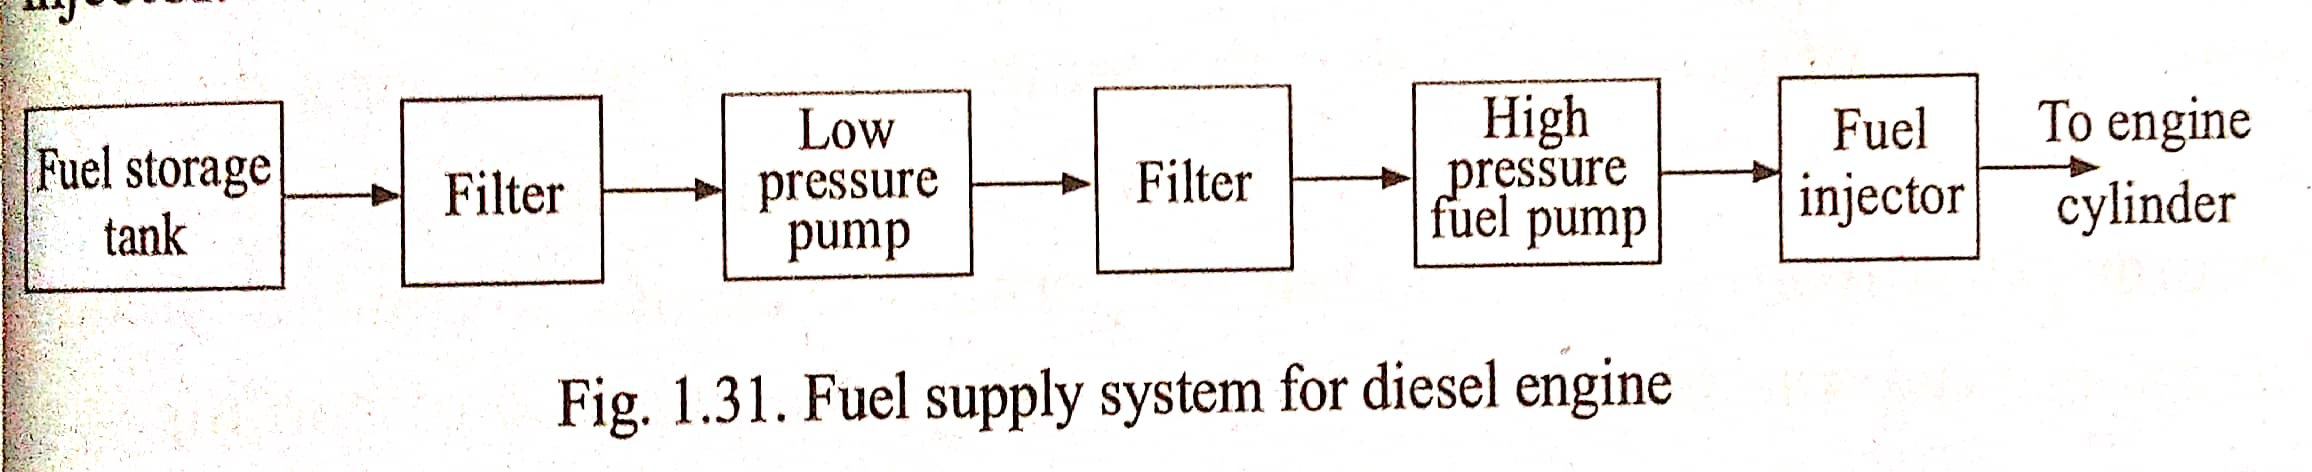 Fuel storage
tank
Filter
Low
pressure
pump
Filter
High
pressure
fuel pump
Fuel
injector
To engine
cylinder
Fig. 1.31. Fuel supply system for diesel engine